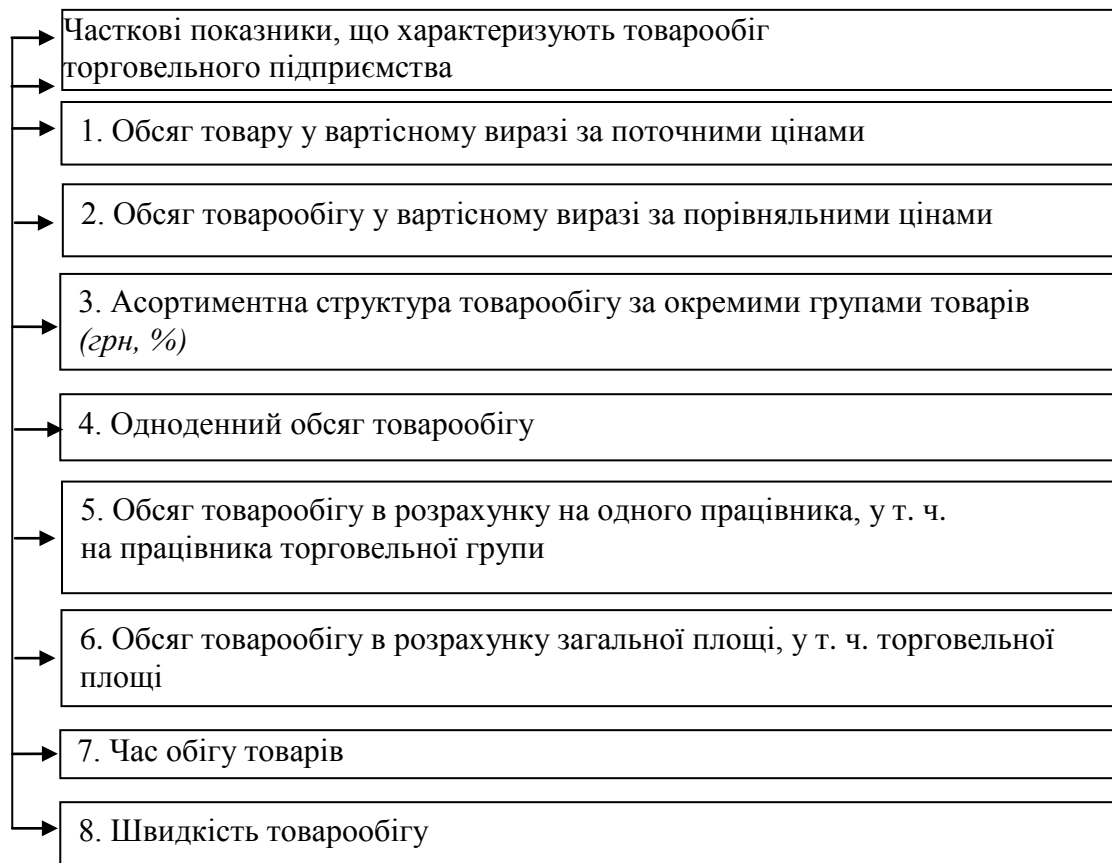 Часткові показники, що характеризують товарообіг
торговельного підприємства
1. Обсяг товару у вартісному виразі за поточними цінами
2. Обсяг товарообігу у вартісному виразі за порівняльними цінами
3. Асортиментна структура товарообігу за окремими групами товарів
(грн, %)
4. Одноденний обсяг товарообігу
5. Обсяг товарообігу в розрахунку на одного працівника, у т. ч.
на працівника торговельної групи
6. Обсяг товарообігу в розрахунку загальної площі, у т. ч. торговельної
площі
7. Час обігу товарів
8. Швидкість товарообігу